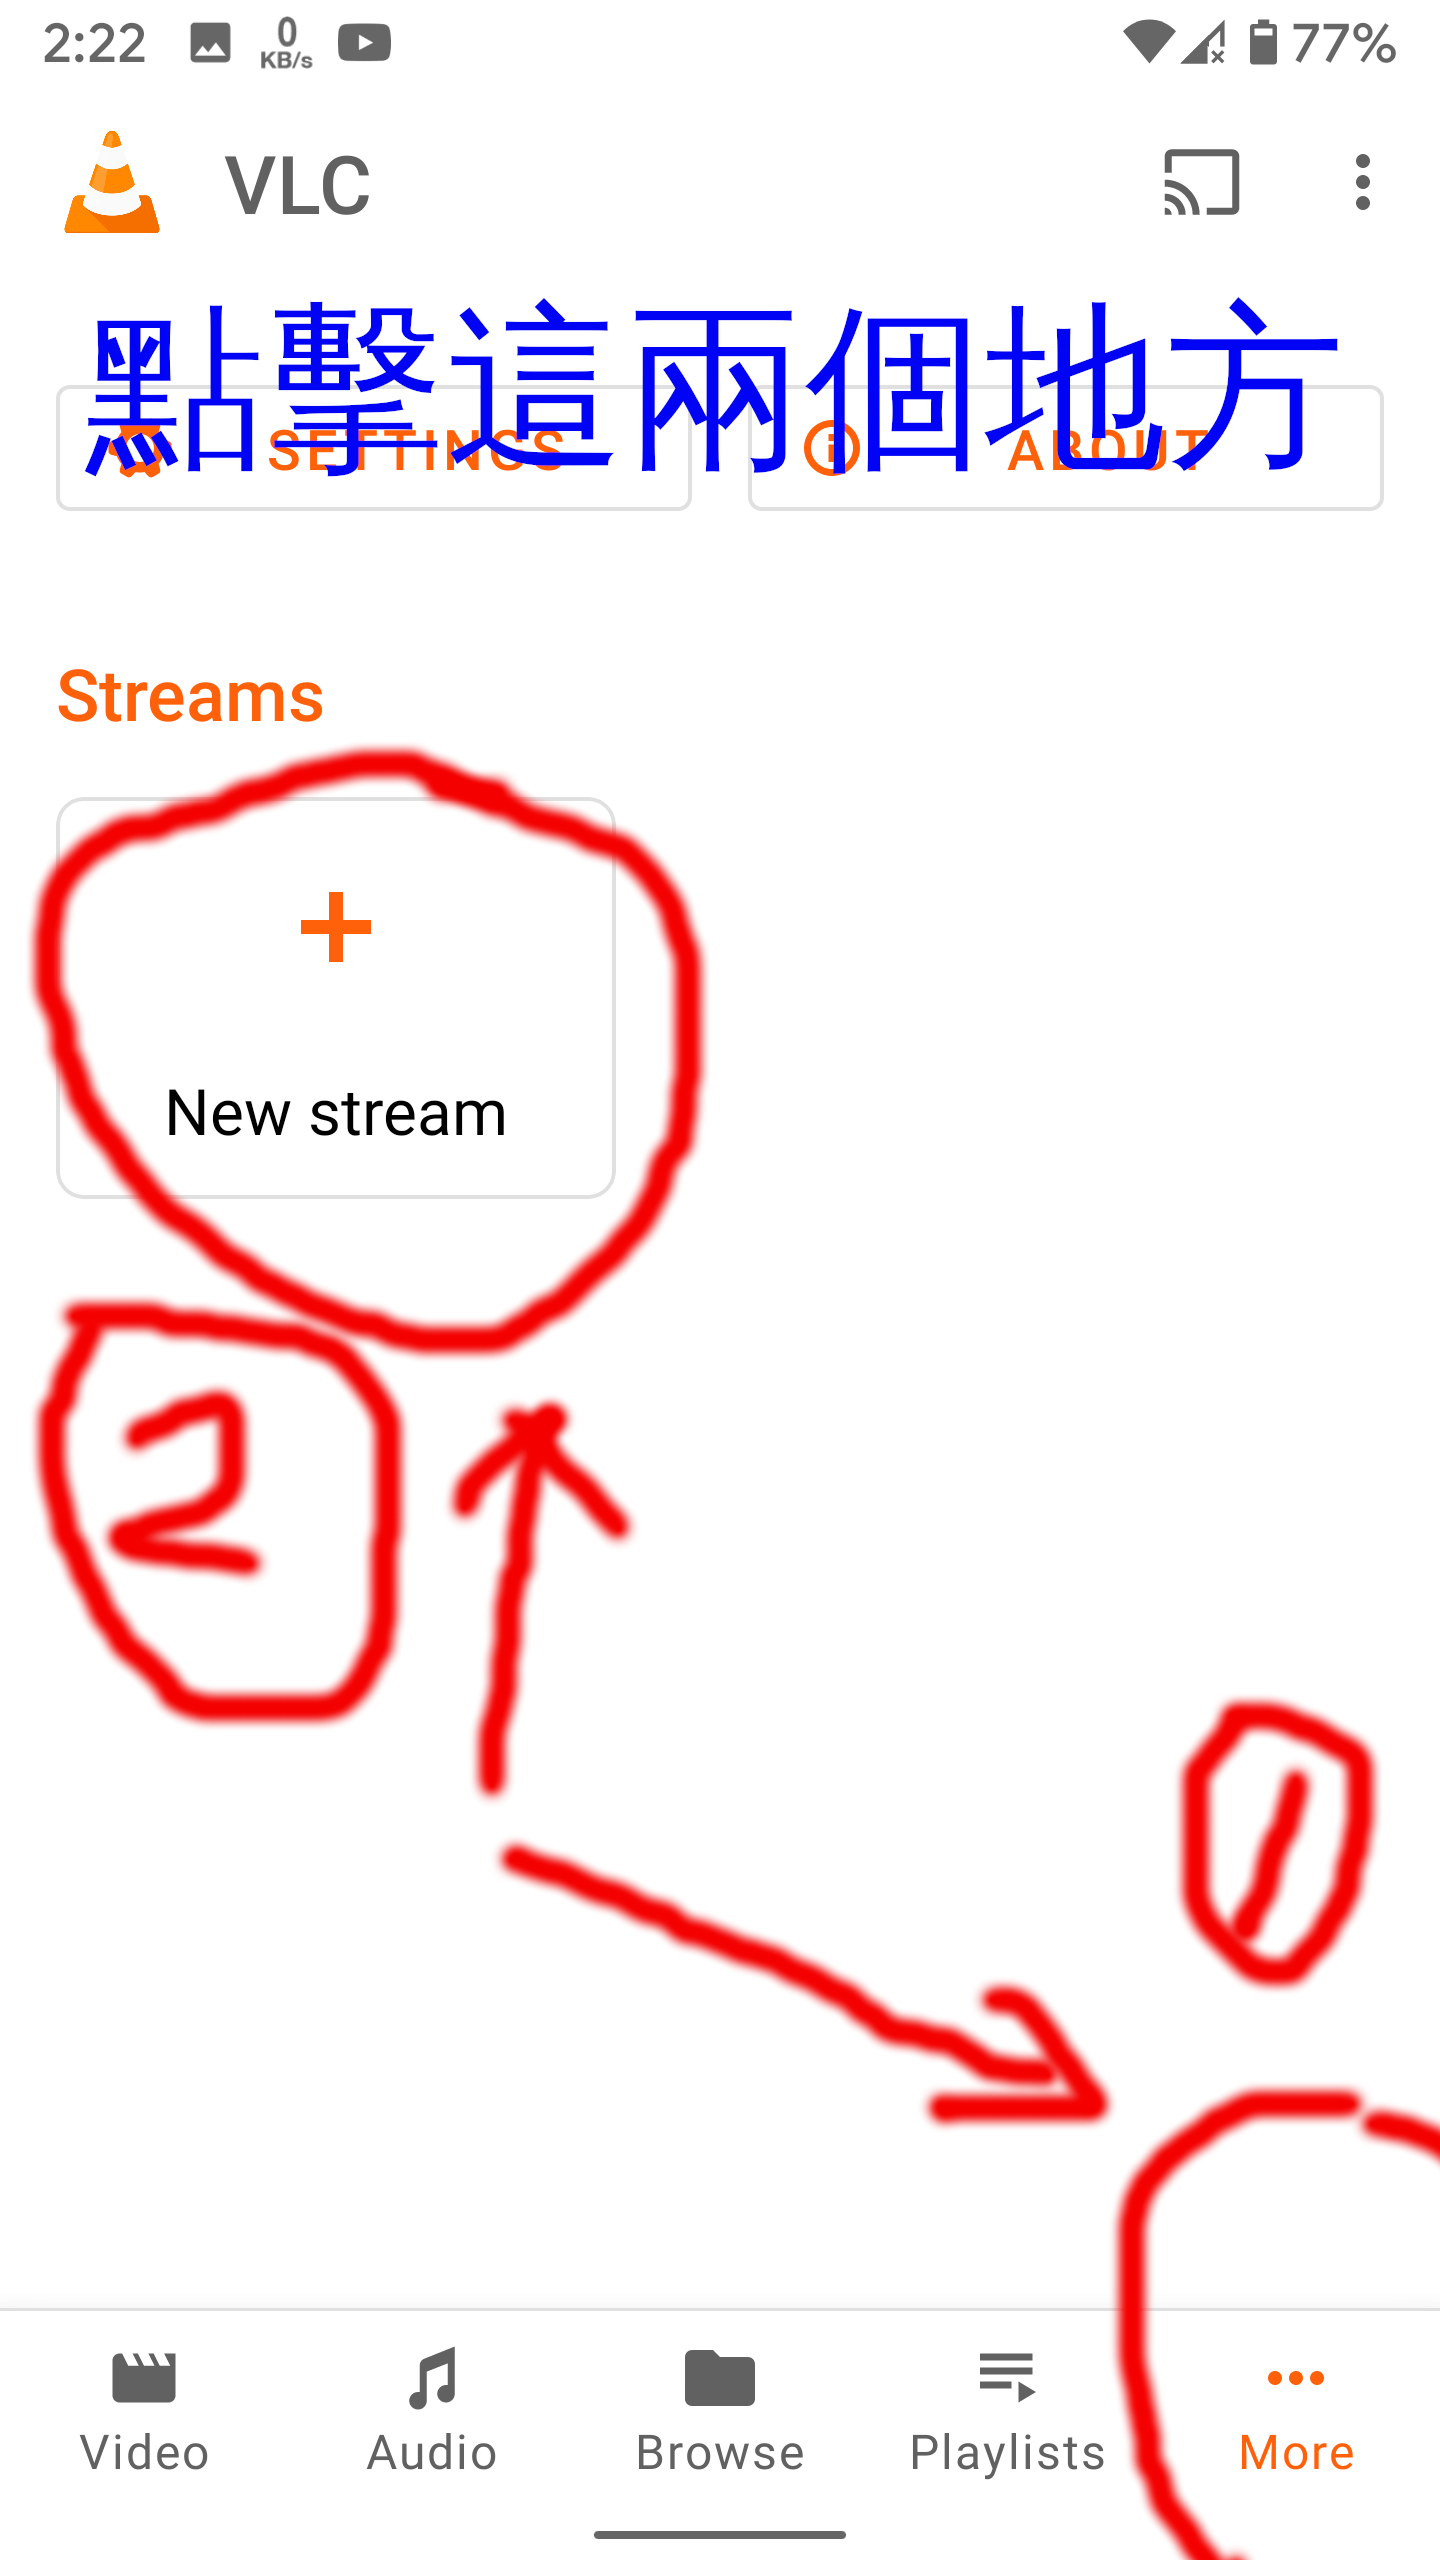 2:22 0 KB/s 77%
VLC
點擊這兩個地方
SETTINGS ABOUT
Streams
New stream
2
1
Video Audio Browse Playlists More